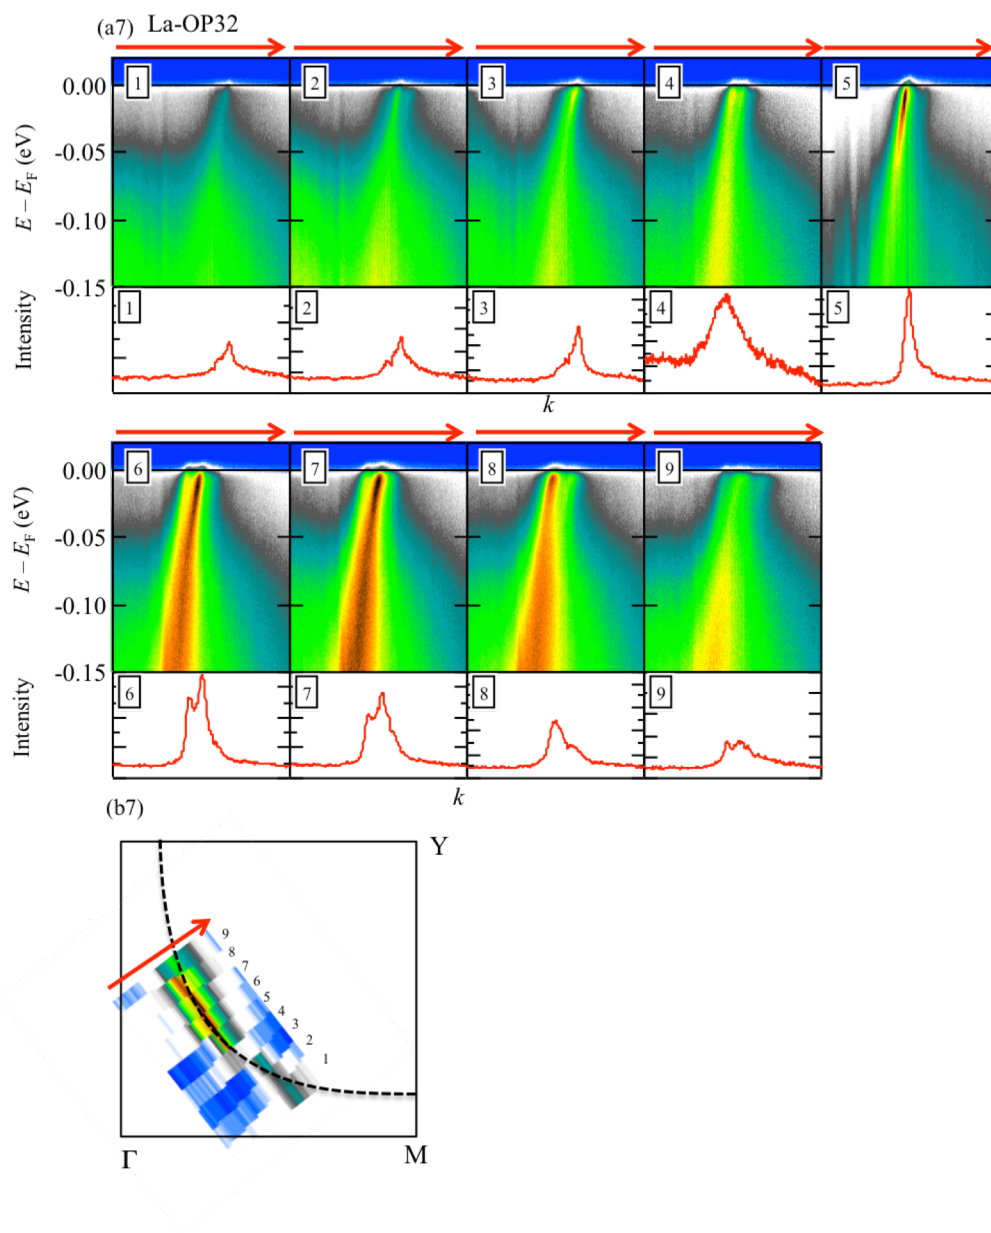 (a7) La-OP32
1 2 3 4 5
0.00
-0.05
-0.10
-0.15
E − E_F (eV)
1 2 3 4 5
Intensity
k
6 7 8 9
0.00
-0.05
-0.10
-0.15
E − E_F (eV)
6 7 8 9
Intensity
k
(b7)
Y
9
8
7
6
5
4
3
2
1
Γ M